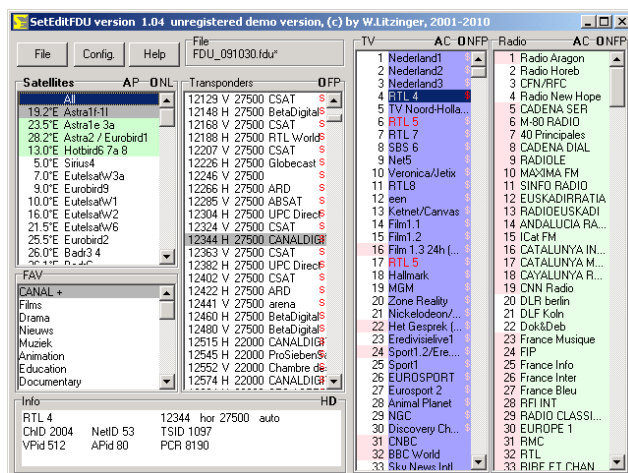 SetEditFDU version 1.04 unregistered demo version, (c) by W.Litzinger, 2001-2010
File Config. Help
File
FDU_091030.fdu*
Satellites AP ONL
All
19.2°E Astra1f-1l
23.5°E Astra1e 3a
28.2°E Astra2 / Eurobird1
13.0°E Hotbird6 7a 8
5.0°E Sirius4
7.0°E EutelsatW3a
9.0°E Eurobird9
10.0°E EutelsatW1
16.0°E EutelsatW2
21.5°E EutelsatW6
25.5°E Eurobird2
26.0°E Badr3 4
FAV
CANAL +
Films
Drama
Nieuws
Muziek
Animation
Education
Documentary
Transponders OFP
12129 V 27500 CSAT S
12148 H 27500 BetaDigital S
12168 V 27500 CSAT S
12188 H 27500 RTL World S
12207 V 27500 CSAT S
12226 H 27500 Globecast S
12246 V 27500 S
12266 H 27500 ARD S
12285 V 27500 ABSAT S
12304 H 27500 UPC Direct S
12324 V 27500 CSAT S
12344 H 27500 CANALDIGI
12363 V 27500 CSAT S
12382 H 27500 UPC Direct S
12402 V 27500 CSAT S
12422 H 27500 ARD S
12441 V 27500 arena S
12460 H 27500 BetaDigital S
12480 V 27500 BetaDigital S
12515 H 22000 CANALDIGI
12545 H 22000 ProSiebenSa
12552 V 22000 Chambre de
12574 H 22000 CANALDIGI
Info HD
RTL 4 12344 hor 27500 auto
ChID 2004 NetID 53 TSID 1097
VPid 512 APid 80 PCR 8190
TV AC ONFP
1 Nederland1 S
2 Nederland2 S
3 Nederland3 S
4 RTL 4 S
5 TV Noord-Holla...
6 RTL 5 S
7 RTL 7 S
8 SBS 6 S
9 Net5 S
10 Veronica/Jetix S
11 RTL8 S
12 een S
13 Ketnet/Canvas S
14 Film1.1 S
15 Film1.2 S
16 Film 1.3 24h (... S
17 RTL 5 S
18 Hallmark S
19 MGM S
20 Zone Reality S
21 Nickelodeon/... S
22 Het Gesprek (... S
23 Eredivisielive1 S
24 Sport1.2/Ere.... S
25 Sport1 S
26 EUROSPORT S
27 Eurosport 2 S
28 Animal Planet S
29 NGC S
30 Discovery Ch... S
31 CNBC
32 BBC World
33 Sky News Intl
Radio AC ONFP
1 Radio Aragon
2 Radio Horeb
3 CFN/RFC
4 Radio New Hope
5 CADENA SER
6 M-80 RADIO
7 40 Principales
8 CADENA DIAL
9 RADIOLE
10 MAXIMA FM
11 SINFO RADIO
12 EUSKADIRRATIA
13 RADIOEUSKADI
14 ANDALUCIA RA...
15 ICat FM
16 CATALUNYA IN...
17 CATALUNYA M...
18 CAYALUNYA R...
19 CNN Radio
20 DLR berlin
21 DLF Koln
22 Dok&Deb
23 France Musique
24 FIP
25 France Info
26 France Inter
27 France Bleu
28 RFI INT
29 RADIO CLASSI...
30 EUROPE 1
31 RMC
32 RTL
33 RIRE ET CHAN